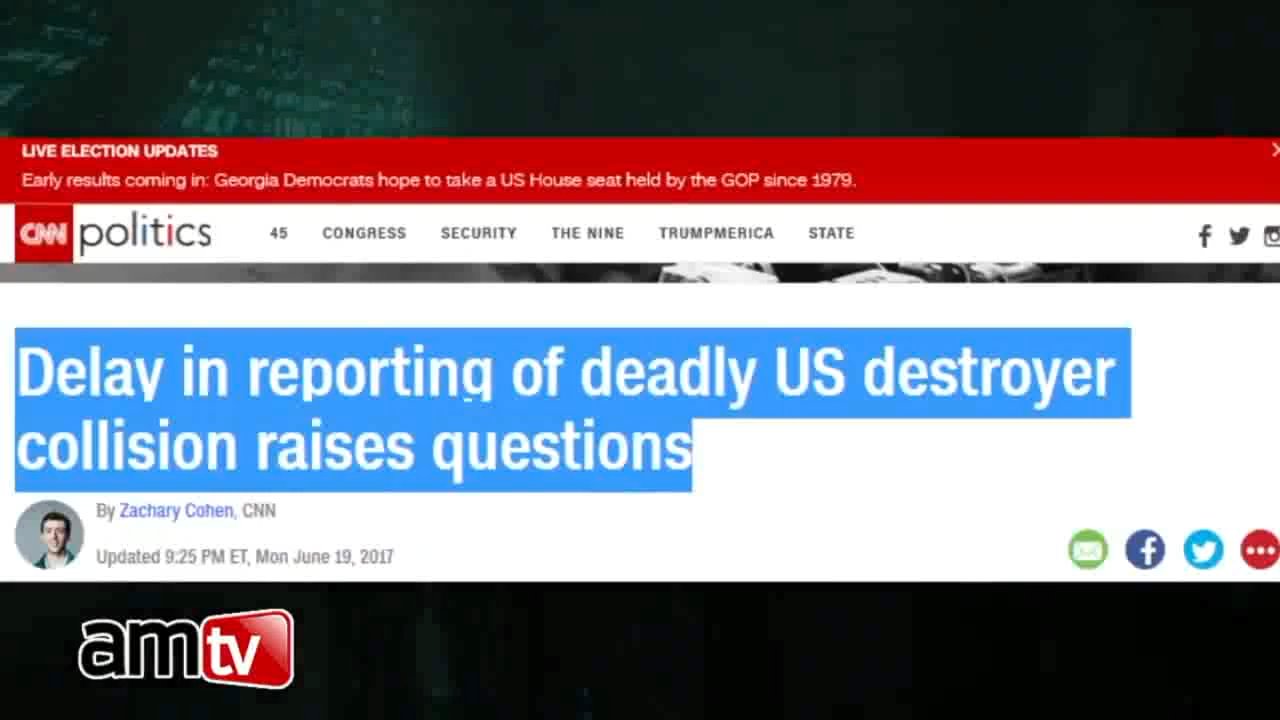 LIVE ELECTION UPDATES
Early results coming in: Georgia Democrats hope to take a US House seat held by the GOP since 1979.
CNN politics 45 CONGRESS SECURITY THE NINE TRUMPMERICA STATE
Delay in reporting of deadly US destroyer
collision raises questions
By Zachary Cohen, CNN
Updated 9:25 PM ET, Mon June 19, 2017
amtv